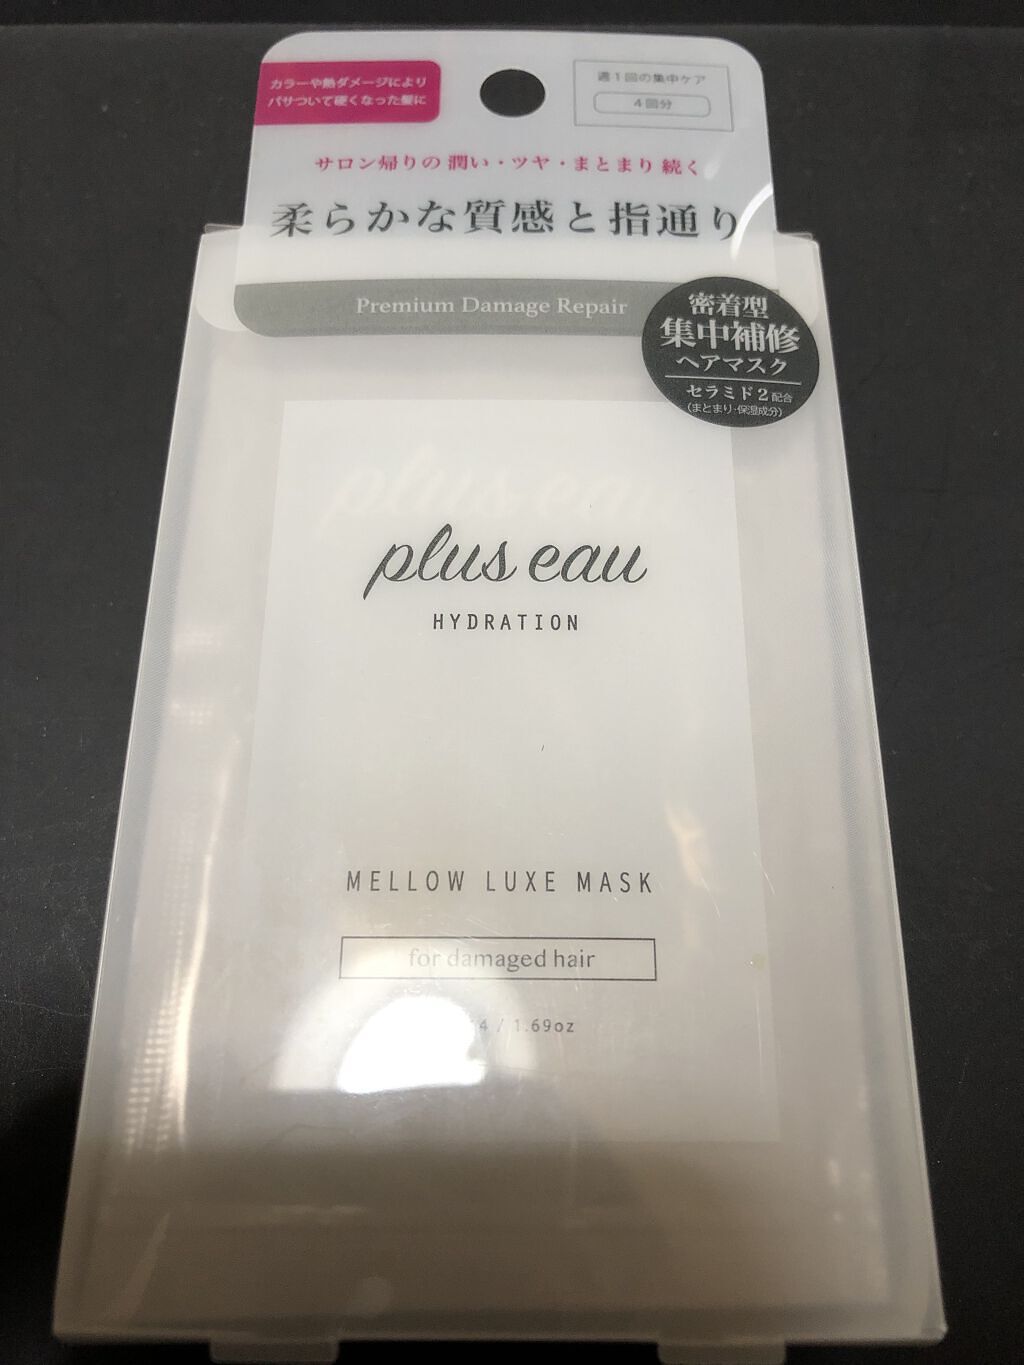 カラーや熱ダメージにより
パサついて硬くなった髪に
週1回の集中ケア
4回分
サロン帰りの潤い・ツヤ・まとまり続く
柔らかな質感と指通り
Premium Damage Repair
密着型
集中補修
ヘアマスク
セラミド2配合
(まとまり・保湿成分)
plus eau
plus eau
HYDRATION
MELLOW LUXE MASK
for damaged hair
4 / 1.69oz